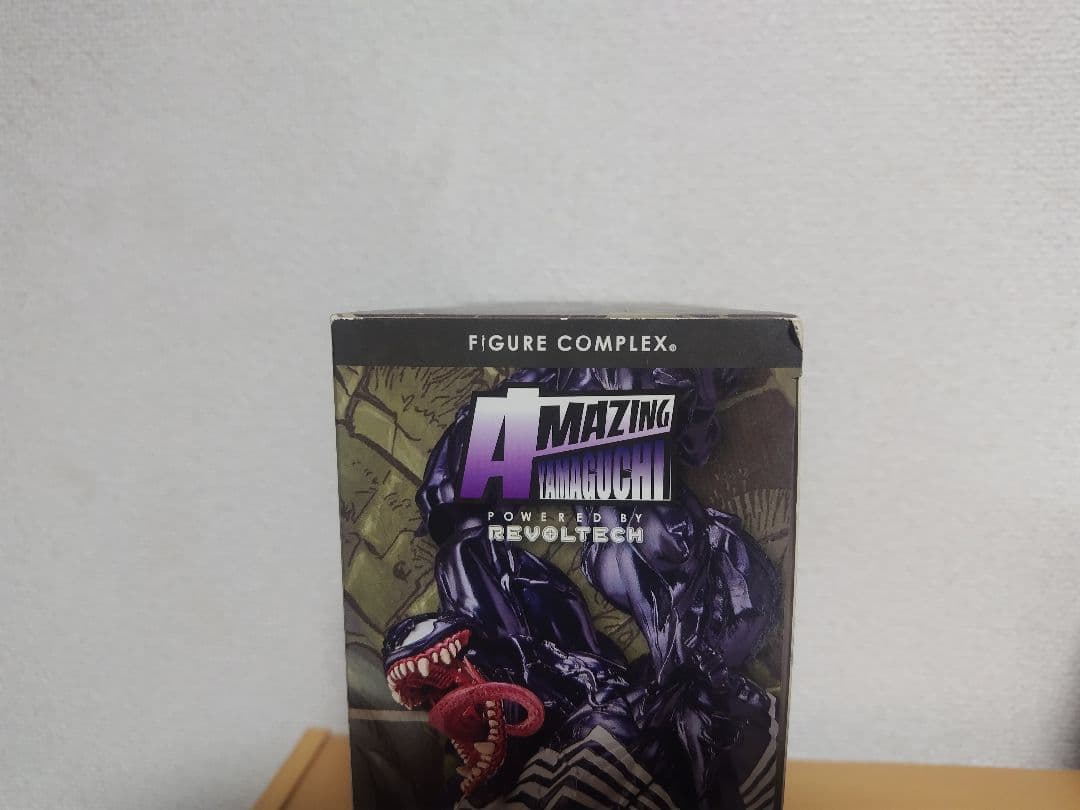 FIGURE COMPLEX®
AMAZING
YAMAGUCHI
POWERED BY
REVOLTECH